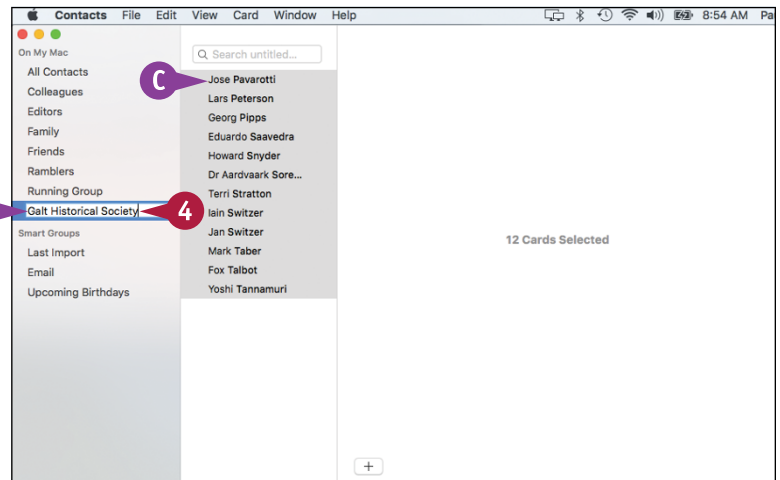 Contacts File Edit View Card Window Help 8:54 AM Pa
On My Mac
All Contacts
Colleagues
Editors
Family
Friends
Ramblers
Running Group
Galt Historical Society
4
Smart Groups
Last Import
Email
Upcoming Birthdays
Search untitled...
C
Jose Pavarotti
Lars Peterson
Georg Pipps
Eduardo Saavedra
Howard Snyder
Dr Aardvaark Sore...
Terri Stratton
Iain Switzer
Jan Switzer
Mark Taber
Fox Talbot
Yoshi Tannamuri
12 Cards Selected
+